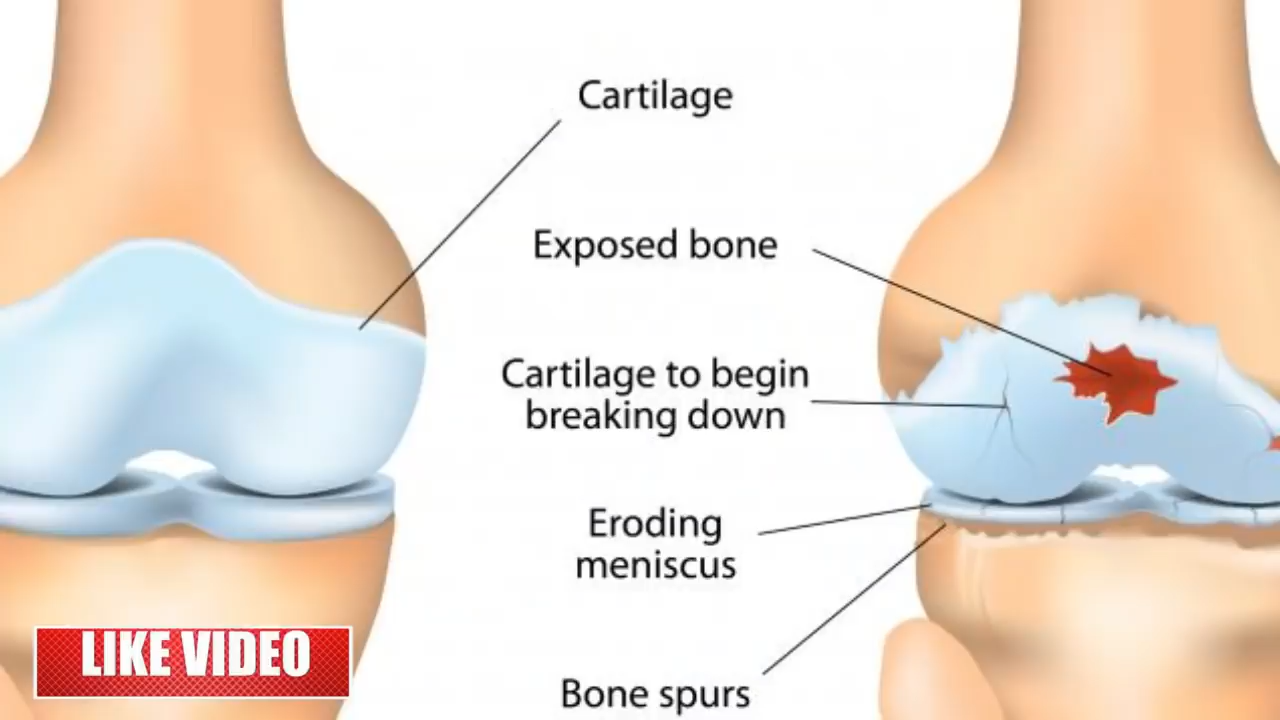 Cartilage
Exposed bone
Cartilage to begin
breaking down
Eroding
meniscus
Bone spurs
LIKE VIDEO